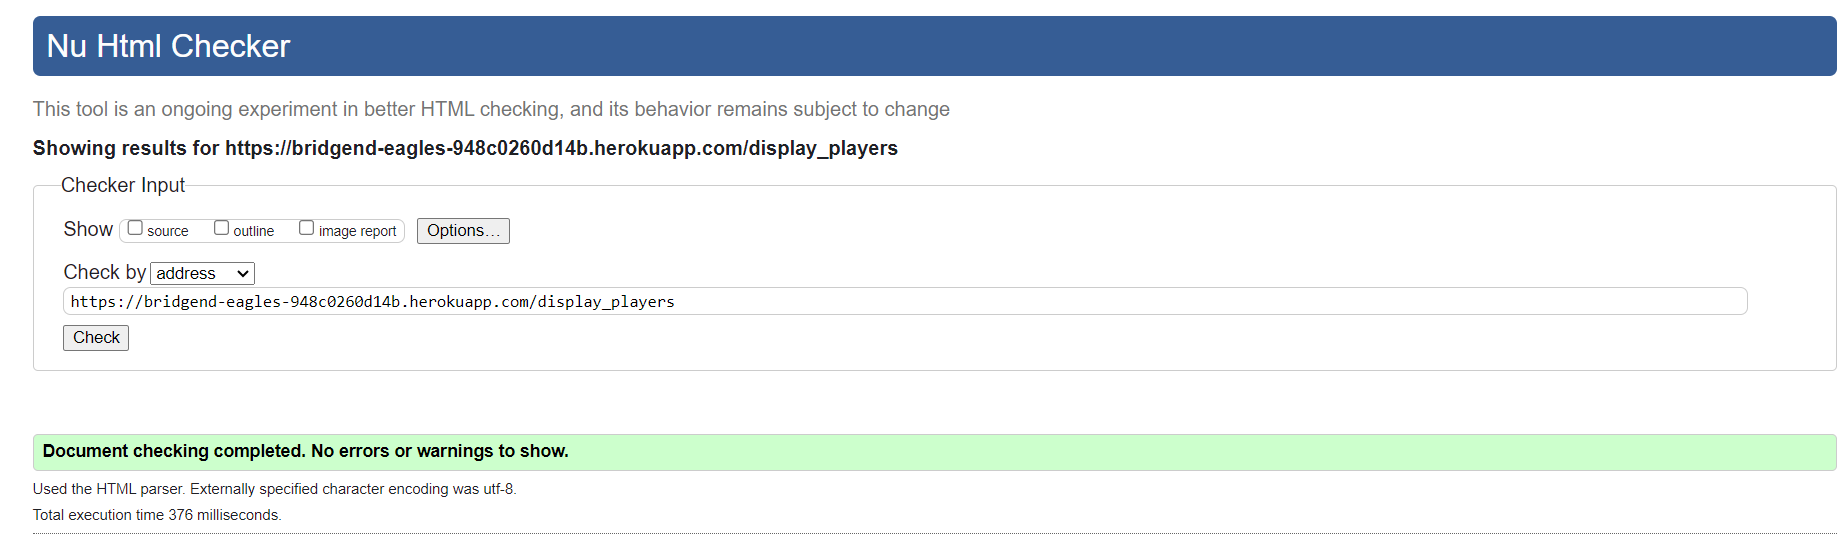 Nu Html Checker
This tool is an ongoing experiment in better HTML checking, and its behavior remains subject to change
Showing results for https://bridgend-eagles-948c0260d14b.herokuapp.com/display_players
Checker Input
Show source outline image report Options...
Check by address
https://bridgend-eagles-948c0260d14b.herokuapp.com/display_players
Check
Document checking completed. No errors or warnings to show.
Used the HTML parser. Externally specified character encoding was utf-8.
Total execution time 376 milliseconds.